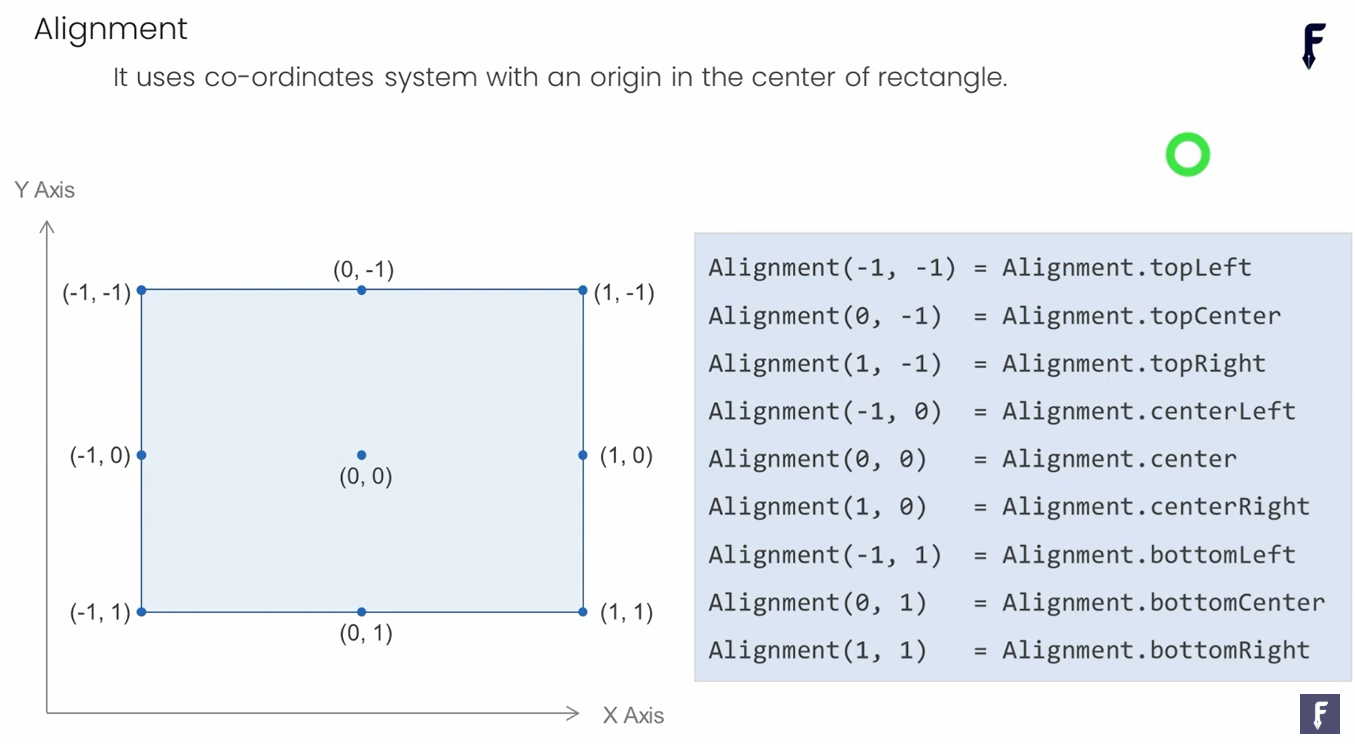 Alignment
It uses co-ordinates system with an origin in the center of rectangle.
Y Axis
(0, -1)
(-1, -1)
(1, -1)
(-1, 0)
(0, 0)
(1, 0)
(-1, 1)
(0, 1)
(1, 1)
X Axis
Alignment(-1, -1) = Alignment.topLeft
Alignment(0, -1) = Alignment.topCenter
Alignment(1, -1) = Alignment.topRight
Alignment(-1, 0) = Alignment.centerLeft
Alignment(0, 0) = Alignment.center
Alignment(1, 0) = Alignment.centerRight
Alignment(-1, 1) = Alignment.bottomLeft
Alignment(0, 1) = Alignment.bottomCenter
Alignment(1, 1) = Alignment.bottomRight